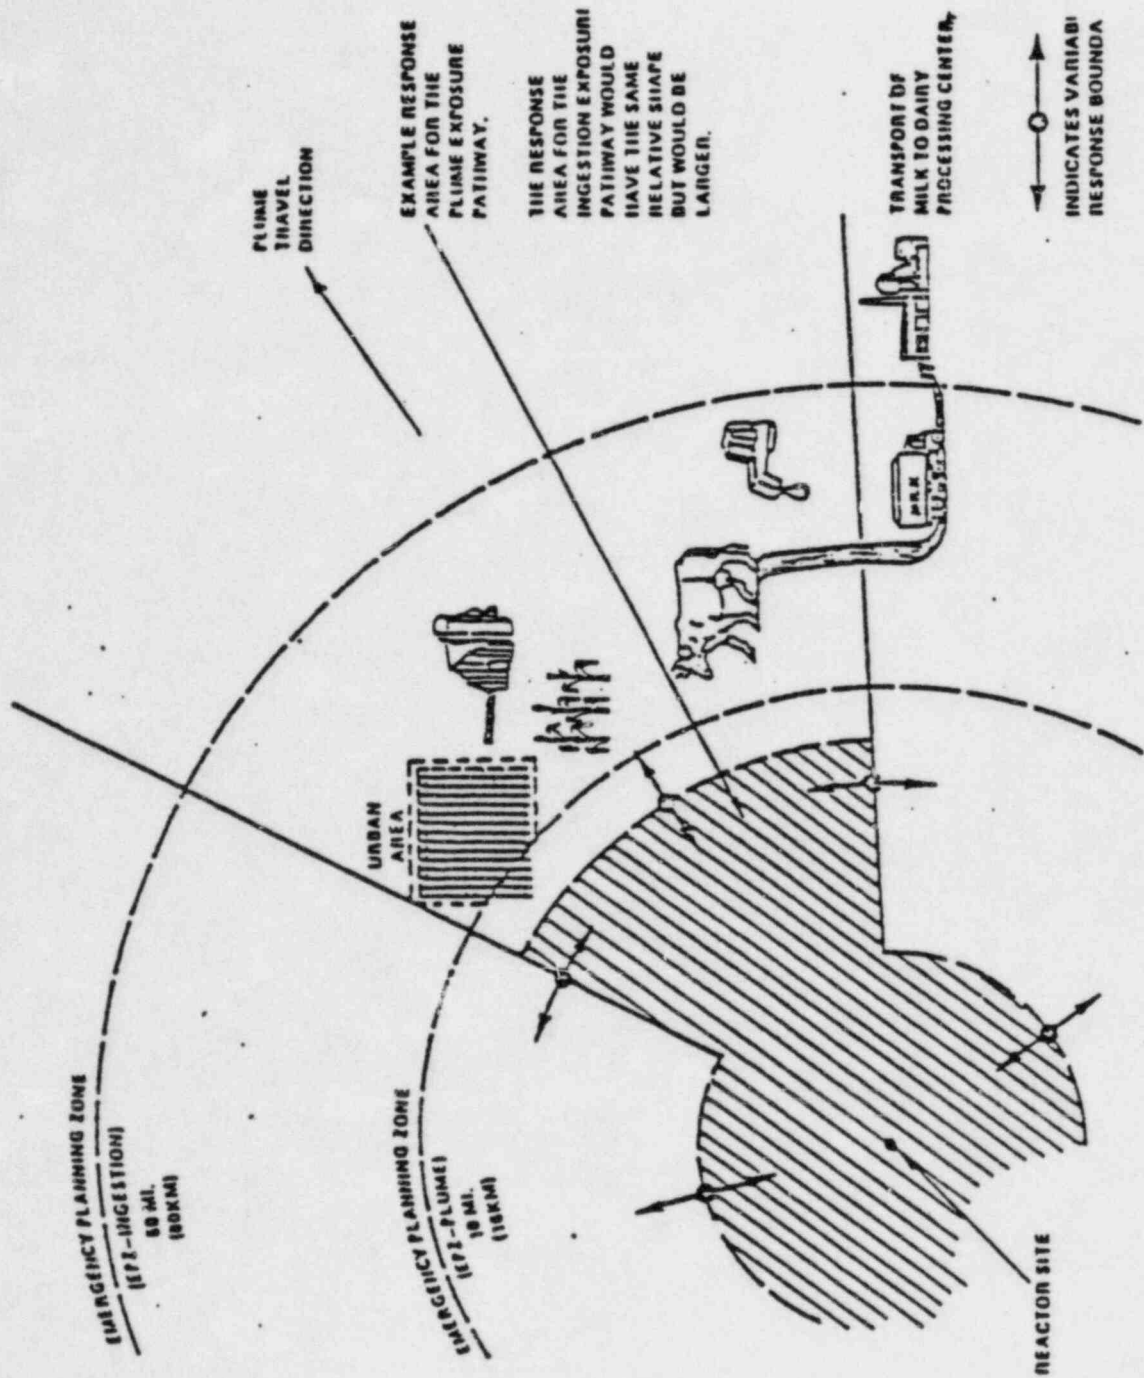 EMERGENCY PLANNING ZONE
(EPZ-INGESTION)
50 MI.
(80KM)
EMERGENCY PLANNING ZONE
(EPZ-PLUME)
10 MI.
(16KM)
URBAN
AREA
PLUME
TRAVEL
DIRECTION
EXAMPLE RESPONSE
AREA FOR THE
PLUME EXPOSURE
PATHWAY.
THE RESPONSE
AREA FOR THE
INGESTION EXPOSURE
PATHWAY WOULD
HAVE THE SAME
RELATIVE SHAPE
BUT WOULD BE
LARGER.
MILK
TRANSPORT OF
MILK TO DAIRY
PROCESSING CENTER,
REACTOR SITE
INDICATES VARIABI
RESPONSE BOUNDA